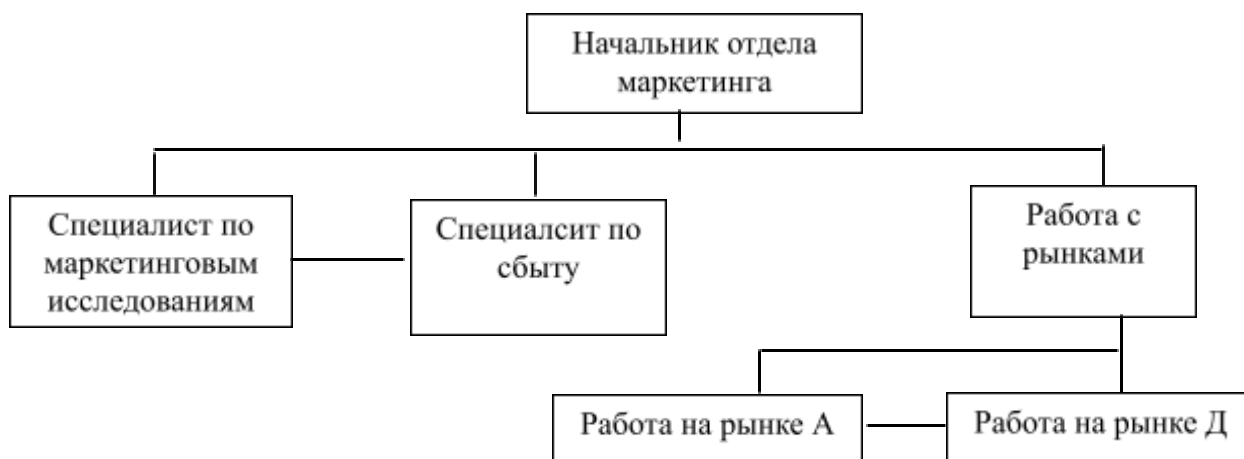 Начальник отдела
маркетинга
Специалист по
маркетинговым
исследованиям
Специалсит по
сбыту
Работа с
рынками
Работа на рынке А
Работа на рынке Д